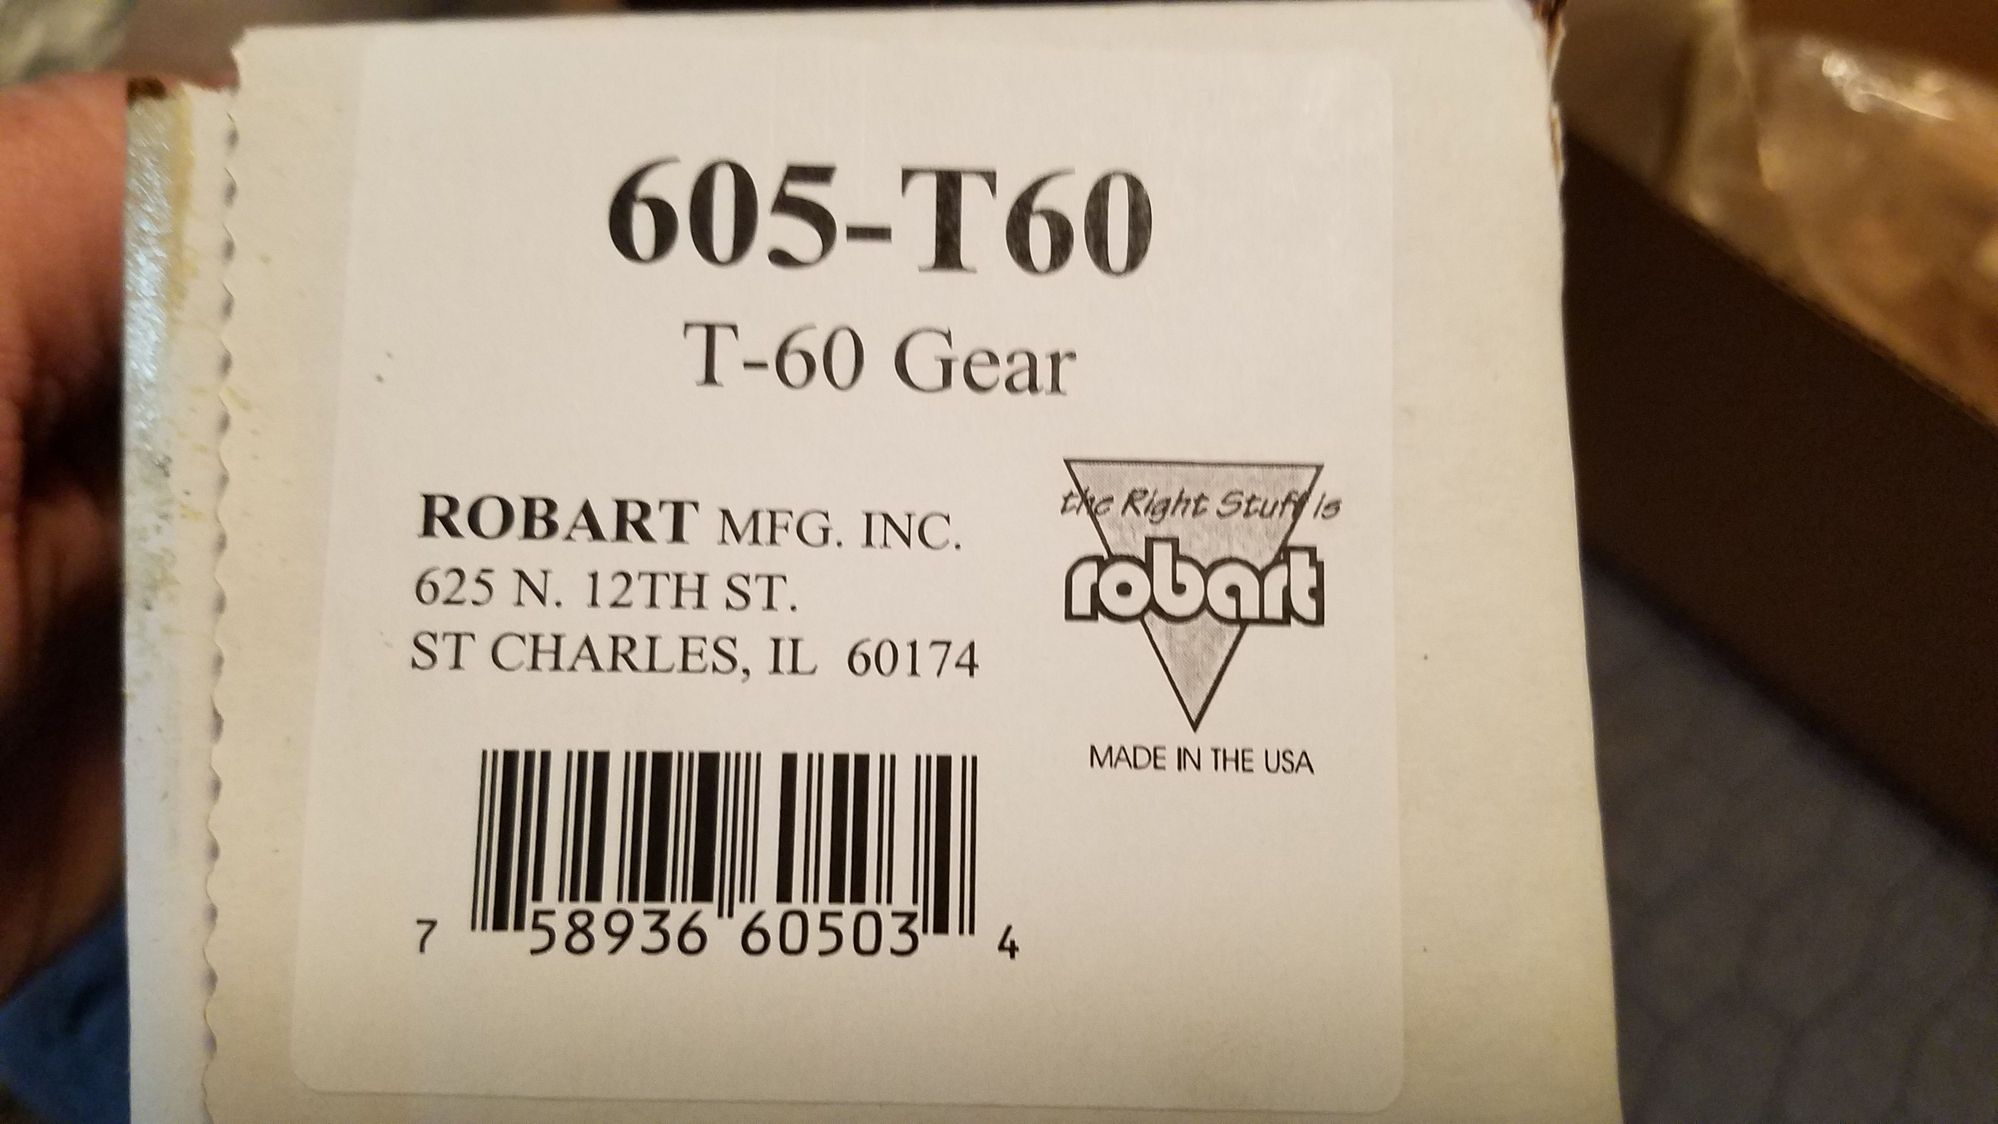 605-T60
T-60 Gear
ROBART MFG. INC.
625 N. 12TH ST.
ST CHARLES, IL 60174
the Right Stuff is
robart
MADE IN THE USA
7 58936 60503 4